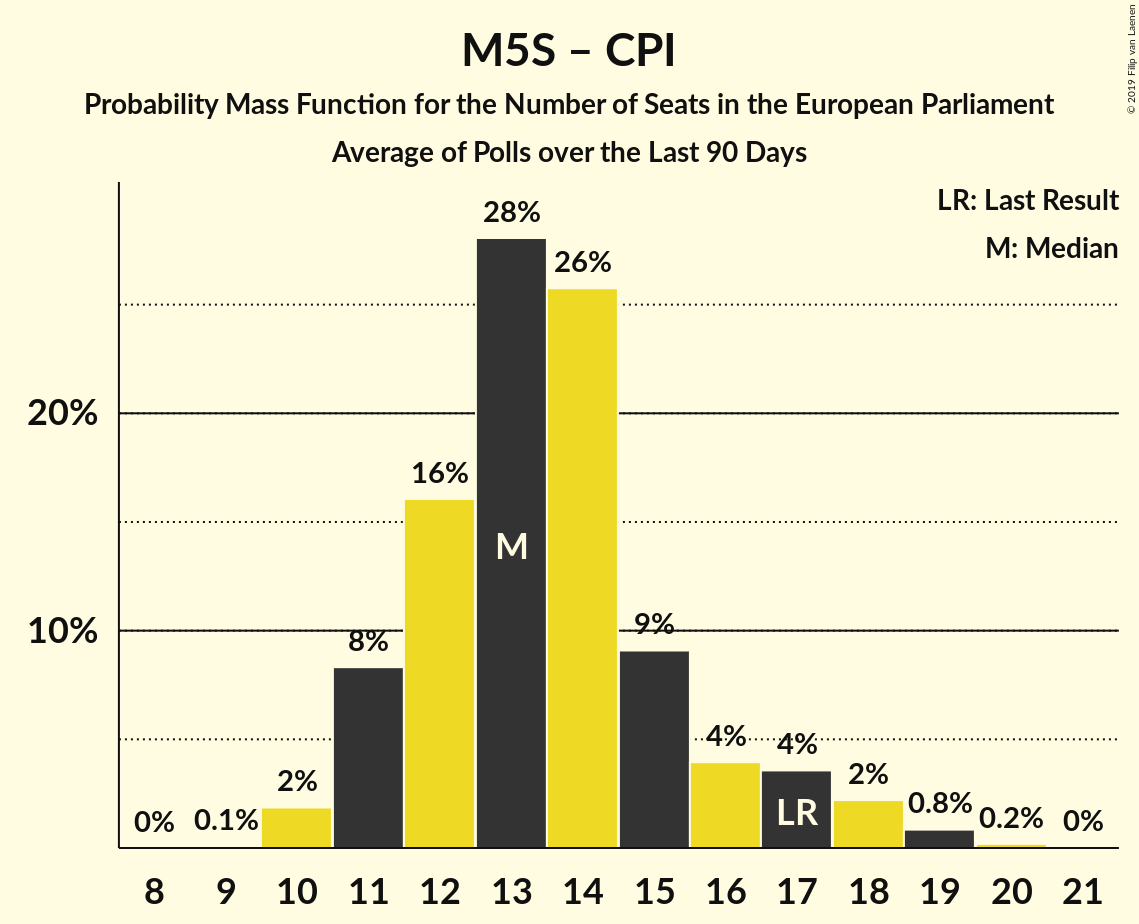 M5S – CPI
Probability Mass Function for the Number of Seats in the European Parliament
Average of Polls over the Last 90 Days
© 2019 Filip van Laenen
LR: Last Result
M: Median
28%
26%
20%
16%
M
10%
8%
9%
4%
4%
2%
2%
0%
0.1%
LR
0.8%
0.2%
0%
8 9 10 11 12 13 14 15 16 17 18 19 20 21